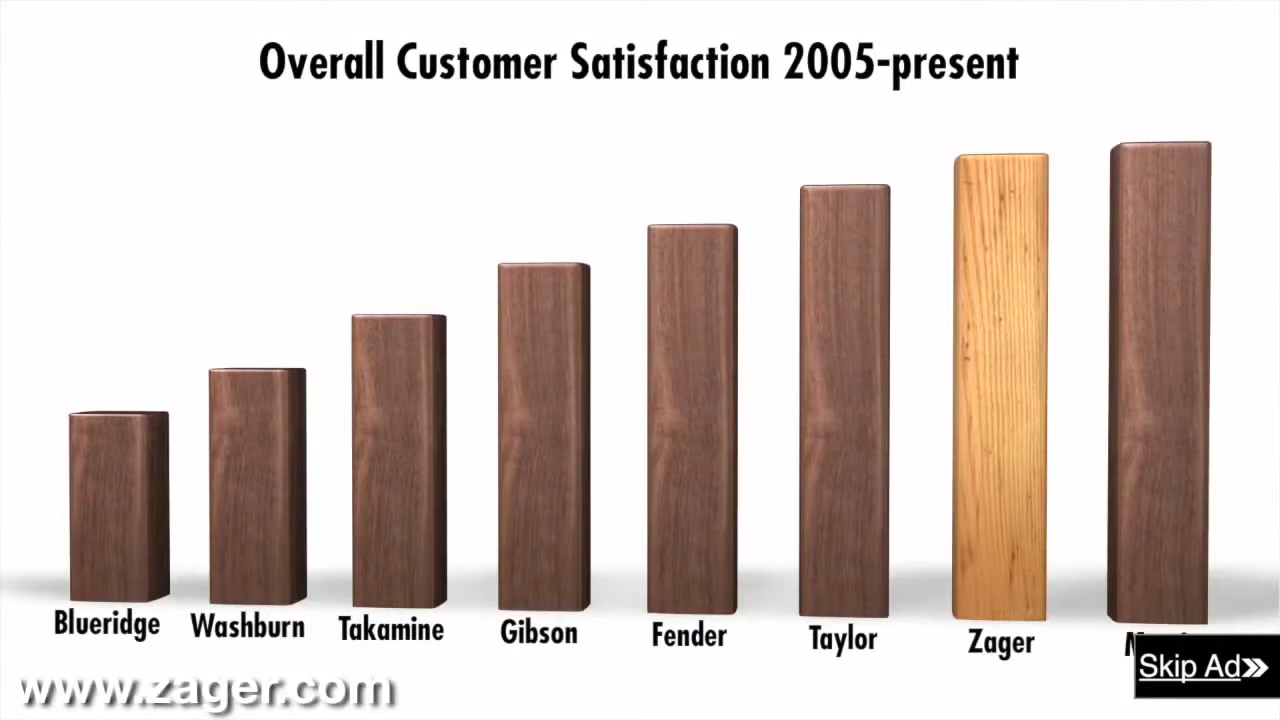 Overall Customer Satisfaction 2005-present
Blueridge
Washburn
Takamine
Gibson
Fender
Taylor
Zager
Skip Ad
www.zager.com